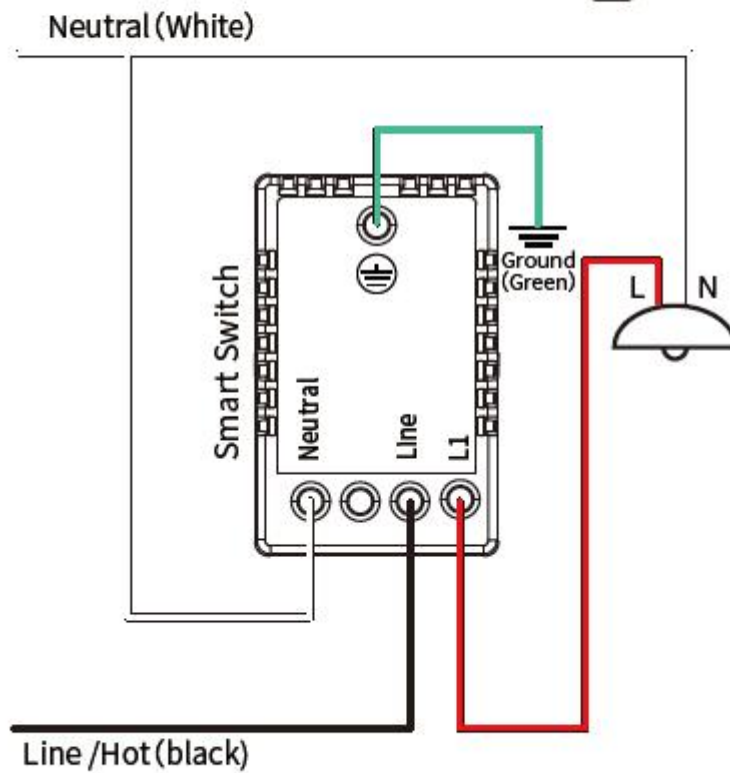 Neutral(White)
Ground
(Green)
L
N
Smart Switch
Neutral
Line
L1
Line /Hot(black)